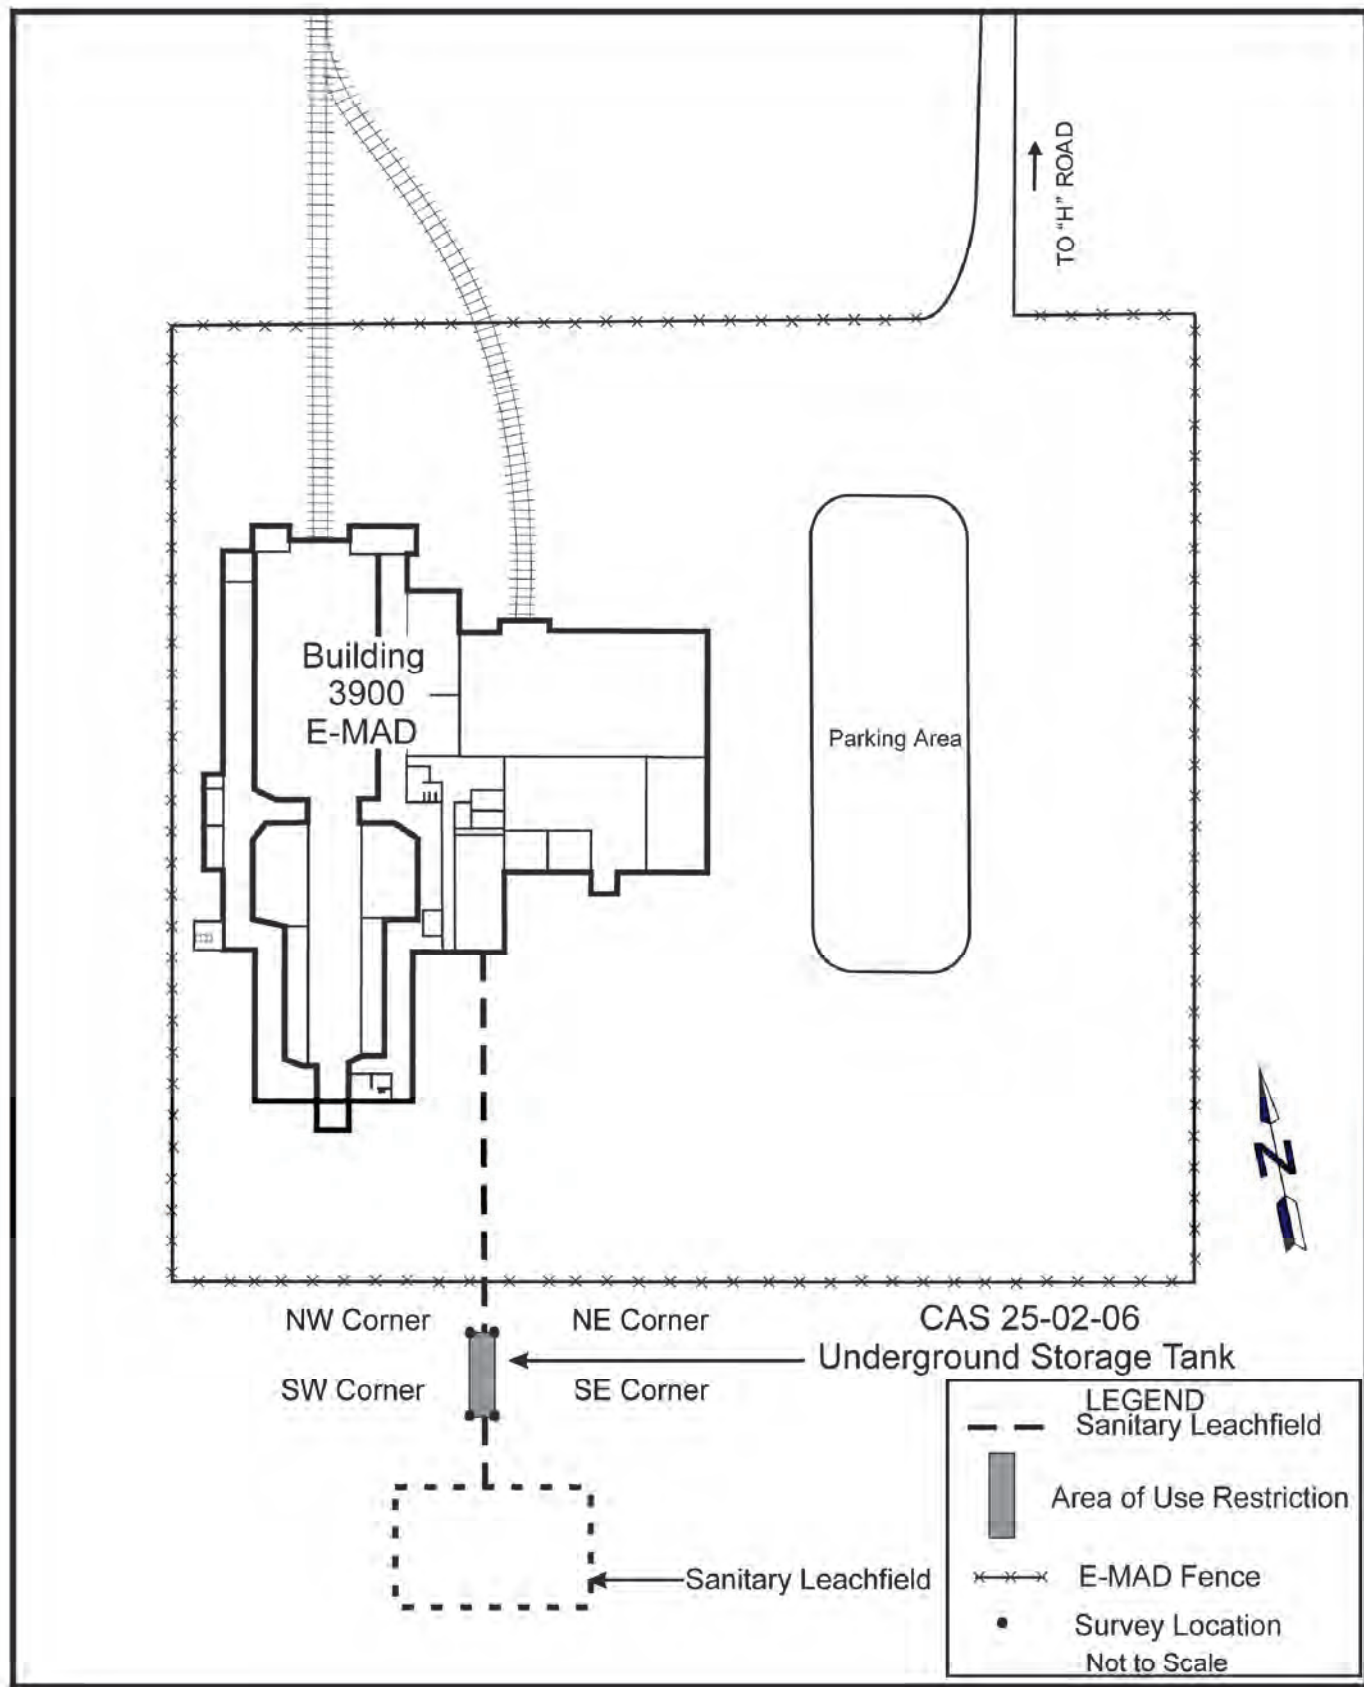 TO "H" ROAD
Building
3900
E-MAD
Parking Area
N
NW Corner
NE Corner
CAS 25-02-06
Underground Storage Tank
SW Corner
SE Corner
LEGEND
Sanitary Leachfield
Area of Use Restriction
E-MAD Fence
Survey Location
Not to Scale
Sanitary Leachfield